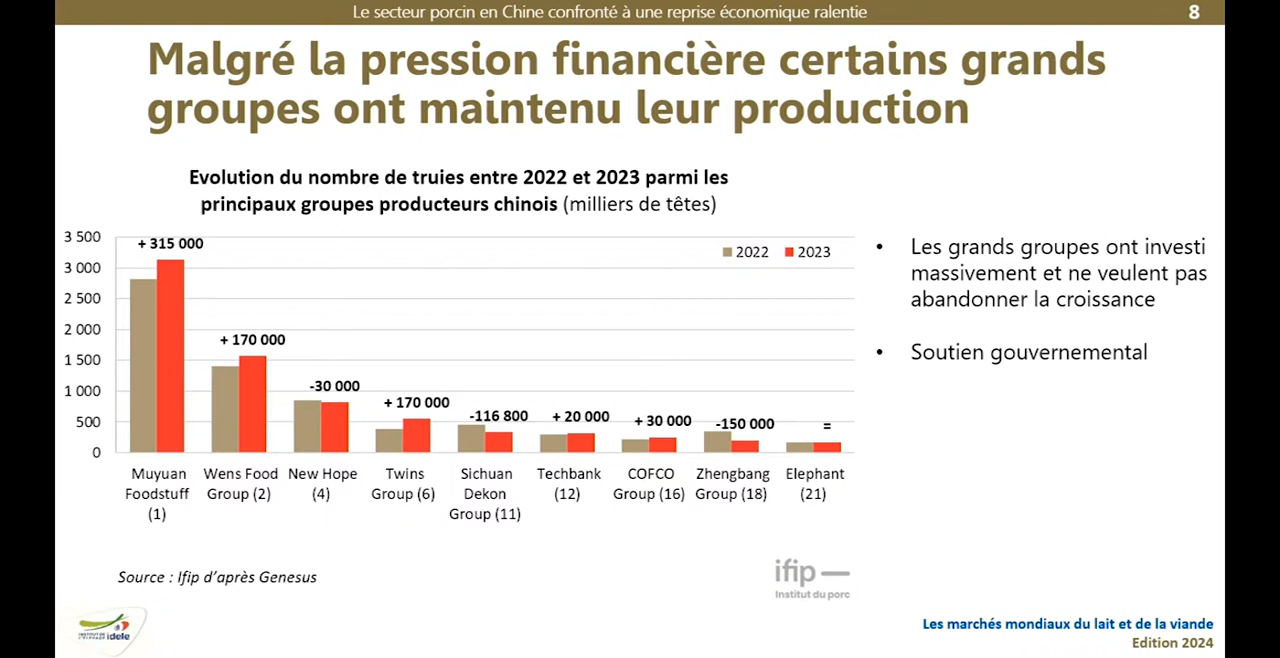 Le secteur porcin en Chine confronté à une reprise économique ralentie
8
Malgré la pression financière certains grands
groupes ont maintenu leur production
Evolution du nombre de truies entre 2022 et 2023 parmi les
principaux groupes producteurs chinois (milliers de têtes)
3 500
3 000
2 500
2 000
1 500
1 000
500
0
2022
2023
+ 315 000
+ 170 000
-30 000
+ 170 000
-116 800
+ 20 000
+ 30 000
-150 000
=
Muyuan
Foodstuff
(1)
Wens Food
Group (2)
New Hope
(4)
Twins
Group (6)
Sichuan
Dekon
Group (11)
Techbank
(12)
COFCO
Group (16)
Zhengbang
Group (18)
Elephant
(21)
• Les grands groupes ont investi
massivement et ne veulent pas
abandonner la croissance
• Soutien gouvernemental
Source : Ifip d’après Genesus
ifip
Institut du porc
INSTITUT DE
L'ELEVAGE idele
Les marchés mondiaux du lait et de la viande
Edition 2024